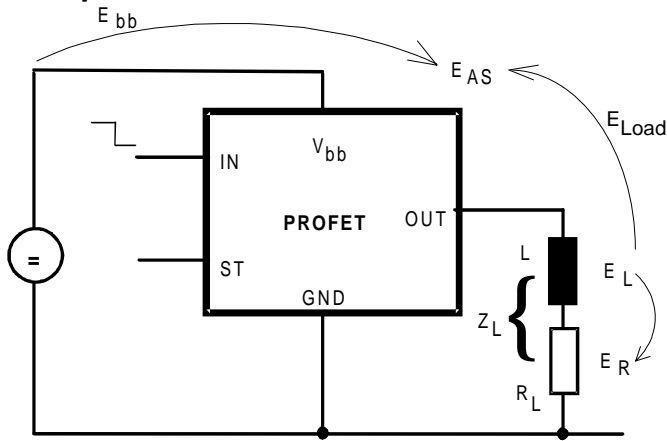 E bb
E AS
E Load
V bb
IN
PROFET
OUT
ST
L
E L
GND
Z L
E R
R L
=